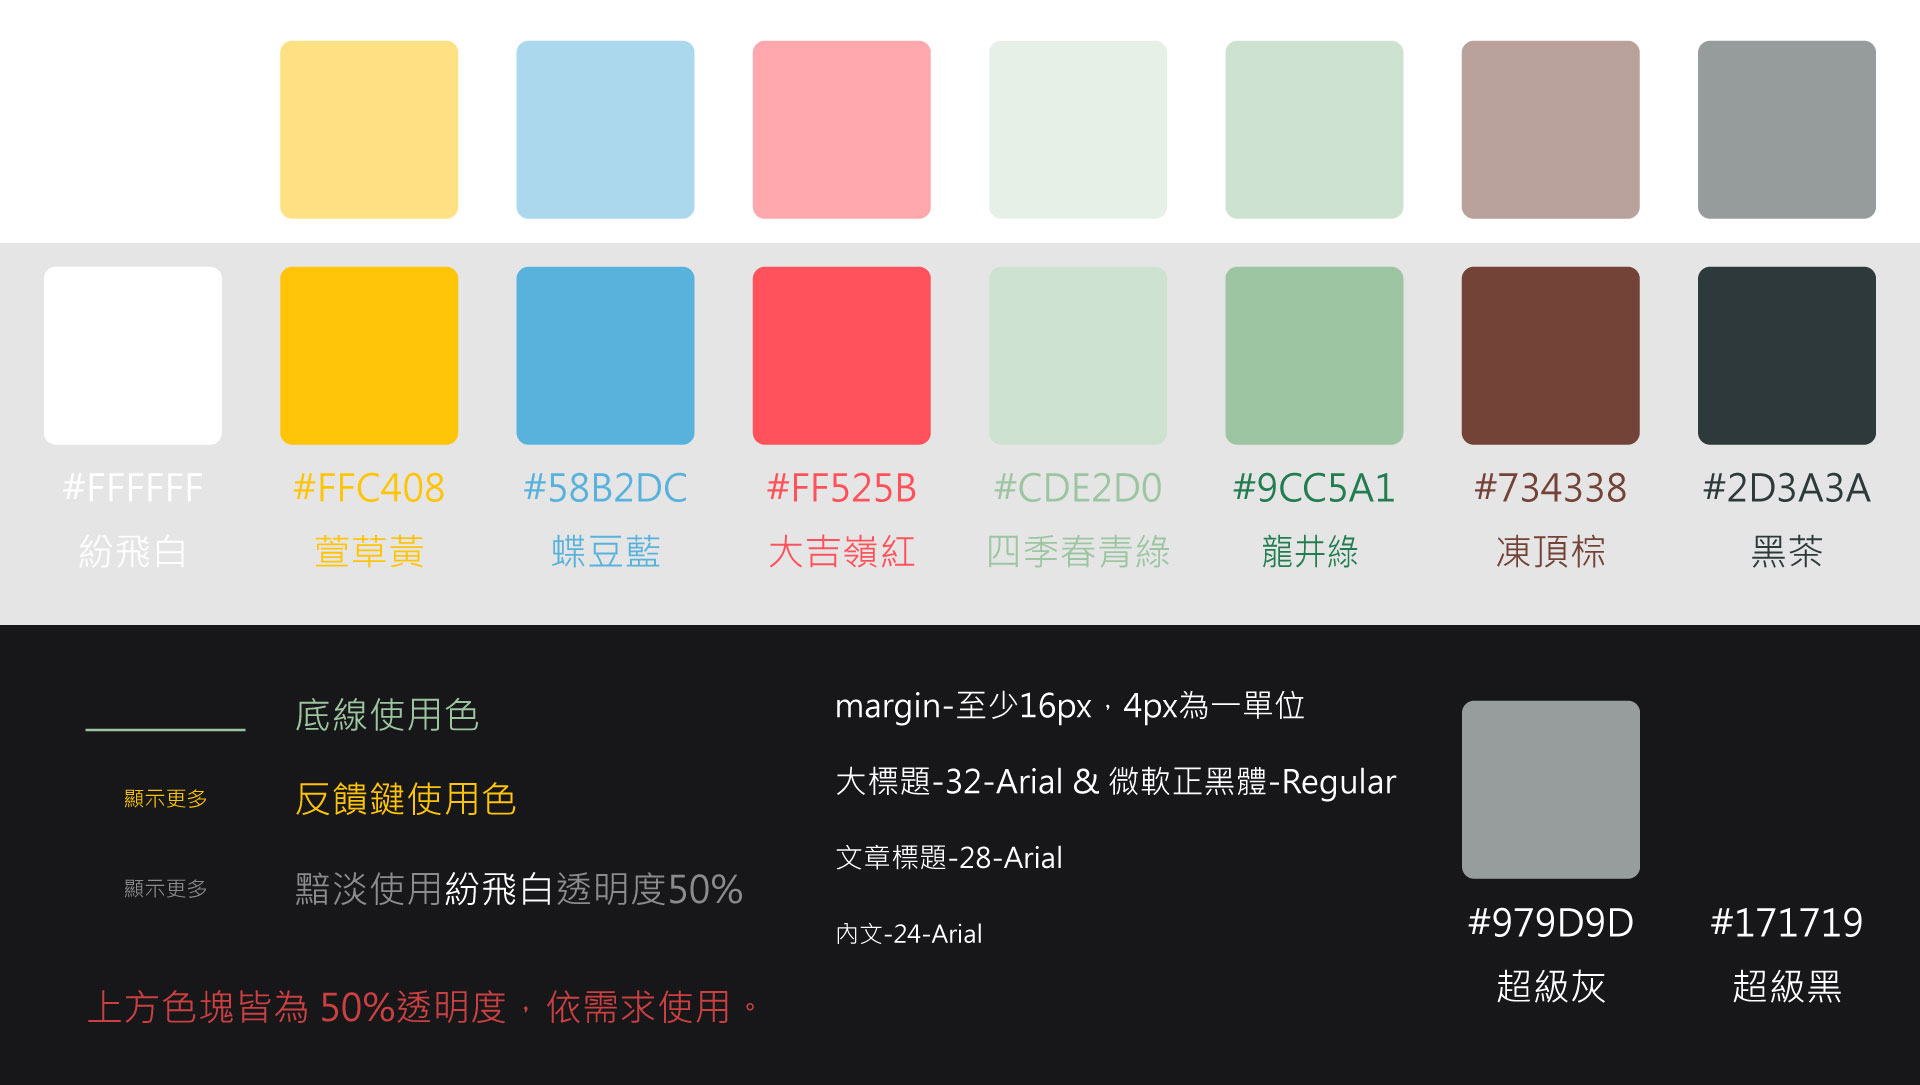 #FFFFFF #FFC408 #58B2DC #FF525B #CDE2D0 #9CC5A1 #734338 #2D3A3A
紛飛白 萱草黃 蝶豆藍 大吉嶺紅 四季春青綠 龍井綠 凍頂棕 黑茶
底線使用色
顯示更多 反饋鍵使用色
顯示更多 黯淡使用紛飛白透明度50%
上方色塊皆為 50%透明度，依需求使用。
margin-至少16px，4px為一單位
大標題-32-Arial & 微軟正黑體-Regular
文章標題-28-Arial
內文-24-Arial
#979D9D #171719
超級灰 超級黑